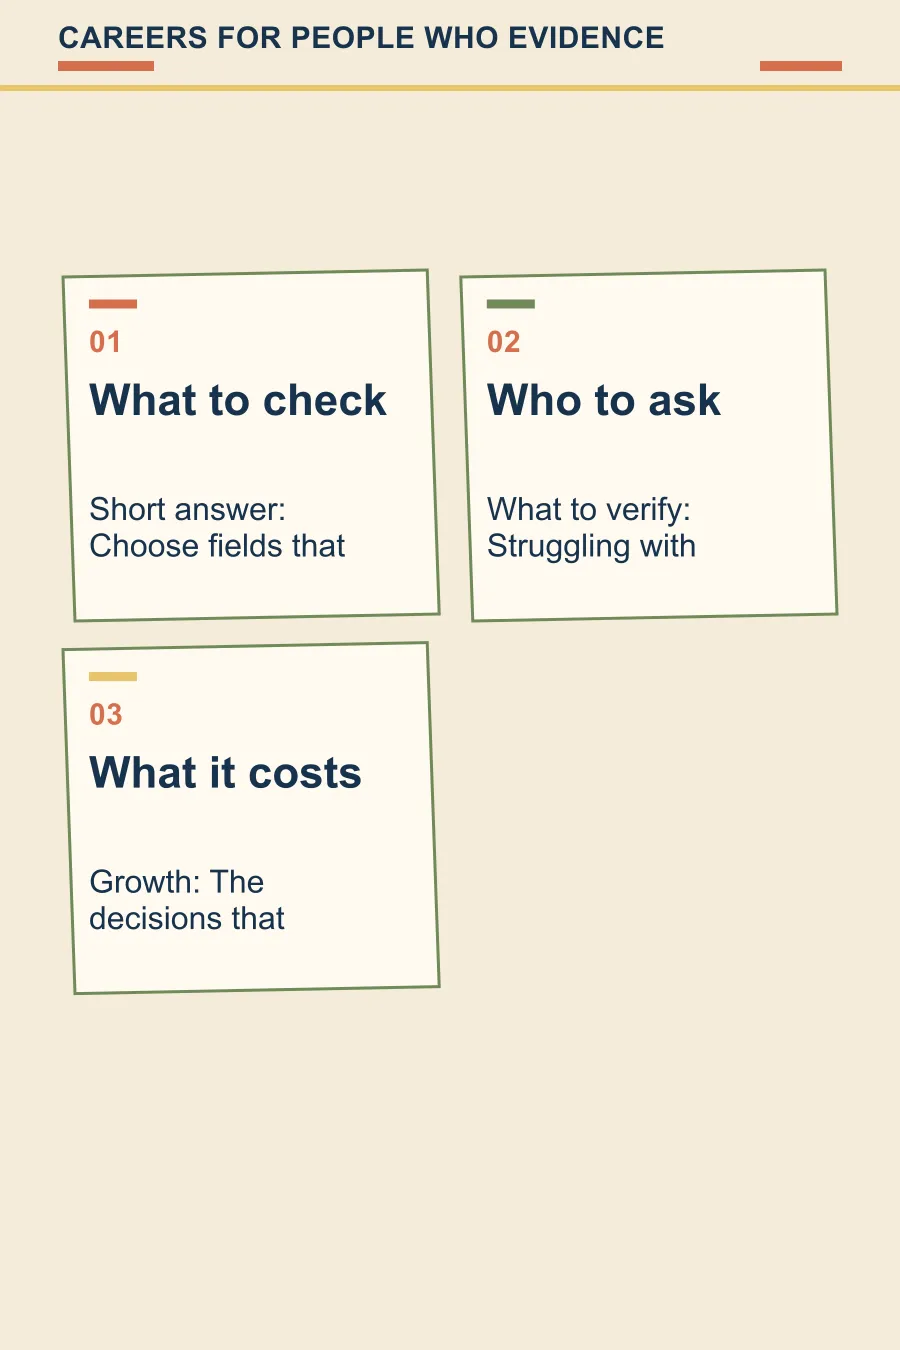 CAREERS FOR PEOPLE WHO EVIDENCE
01
What to check
Short answer:
Choose fields that
02
Who to ask
What to verify:
Struggling with
03
What it costs
Growth: The
decisions that